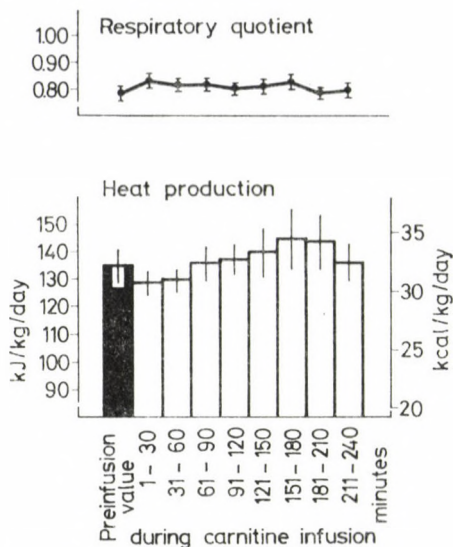 Respiratory quotient
1.00
0.90
0.80
Heat production
150
140
130
120
110
100
90
kJ/kg/day
35
30
25
20
kcal/kg/day
Preinfusion
value
1 - 30
31 - 60
61 - 90
91 - 120
121 - 150
151 - 180
181 - 210
211 - 240
minutes
during carnitine infusion